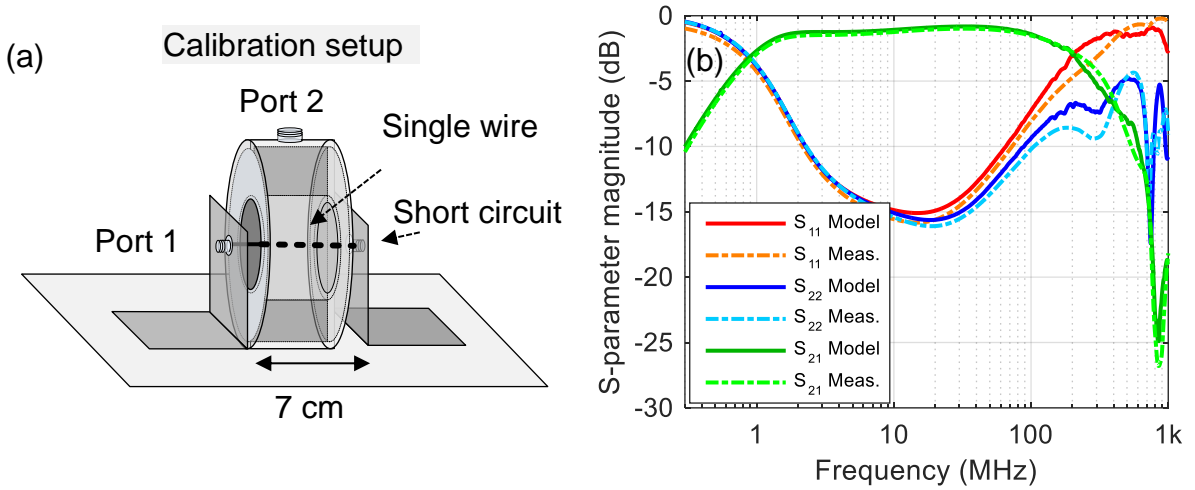 (a)
Calibration setup
Port 2
Single wire
Short circuit
Port 1
7 cm
(b)
S-parameter magnitude (dB)
0
-5
-10
-15
-20
-25
-30
S11 Model
S11 Meas.
S22 Model
S22 Meas.
S21 Model
S21 Meas.
1 10 100 1k
Frequency (MHz)